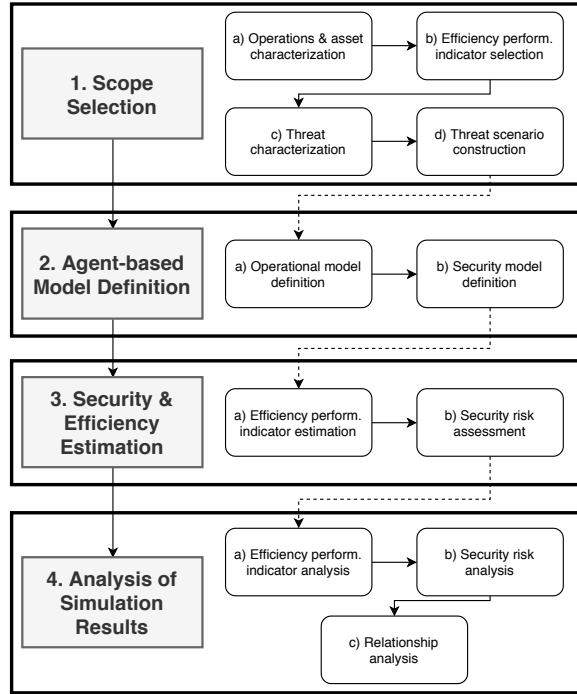 1. Scope
Selection
a) Operations & asset
characterization
b) Efficiency perform.
indicator selection
c) Threat
characterization
d) Threat scenario
construction
2. Agent-based
Model Definition
a) Operational model
definition
b) Security model
definition
3. Security &
Efficiency
Estimation
a) Efficiency perform.
indicator estimation
b) Security risk
assessment
4. Analysis of
Simulation
Results
a) Efficiency perform.
indicator analysis
b) Security risk
analysis
c) Relationship
analysis